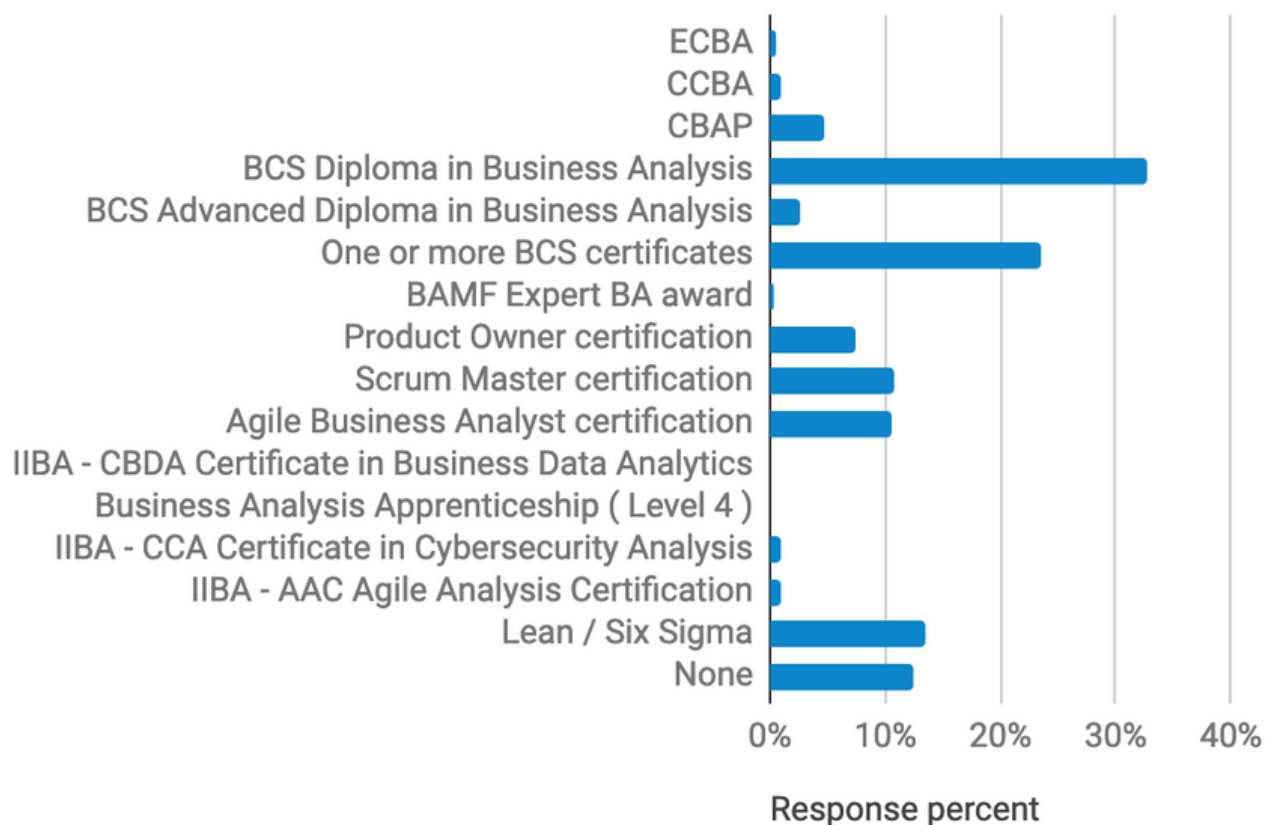 ECBA
CCBA
CBAP
BCS Diploma in Business Analysis
BCS Advanced Diploma in Business Analysis
One or more BCS certificates
BAMF Expert BA award
Product Owner certification
Scrum Master certification
Agile Business Analyst certification
IIBA - CBDA Certificate in Business Data Analytics
Business Analysis Apprenticeship ( Level 4 )
IIBA - CCA Certificate in Cybersecurity Analysis
IIBA - AAC Agile Analysis Certification
Lean / Six Sigma
None
0% 10% 20% 30% 40%
Response percent